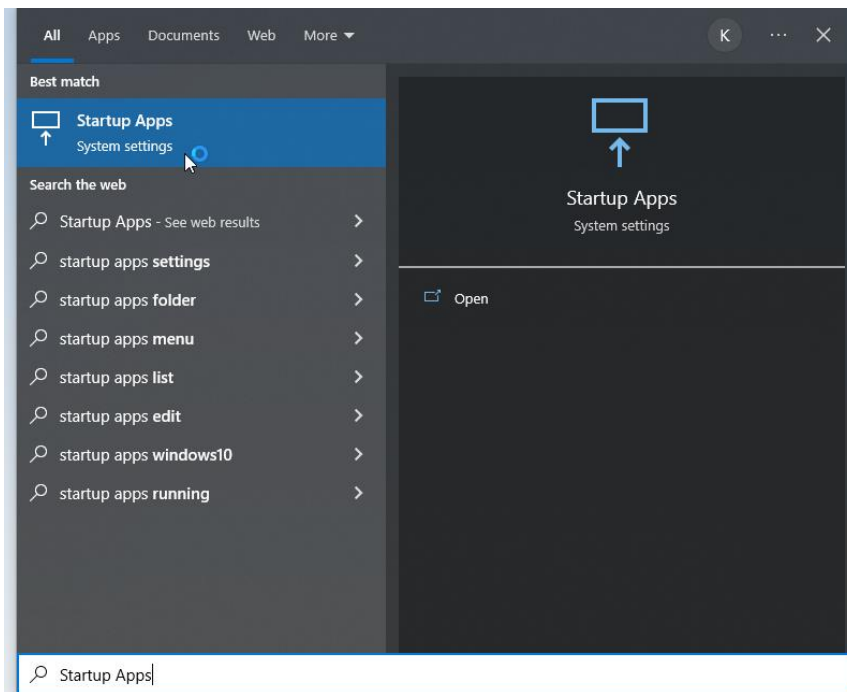 All Apps Documents Web More
K ...
Best match
Startup Apps
System settings
Search the web
Startup Apps - See web results
startup apps settings
startup apps folder
startup apps menu
startup apps list
startup apps edit
startup apps windows10
startup apps running
Startup Apps
System settings
Open
Startup Apps